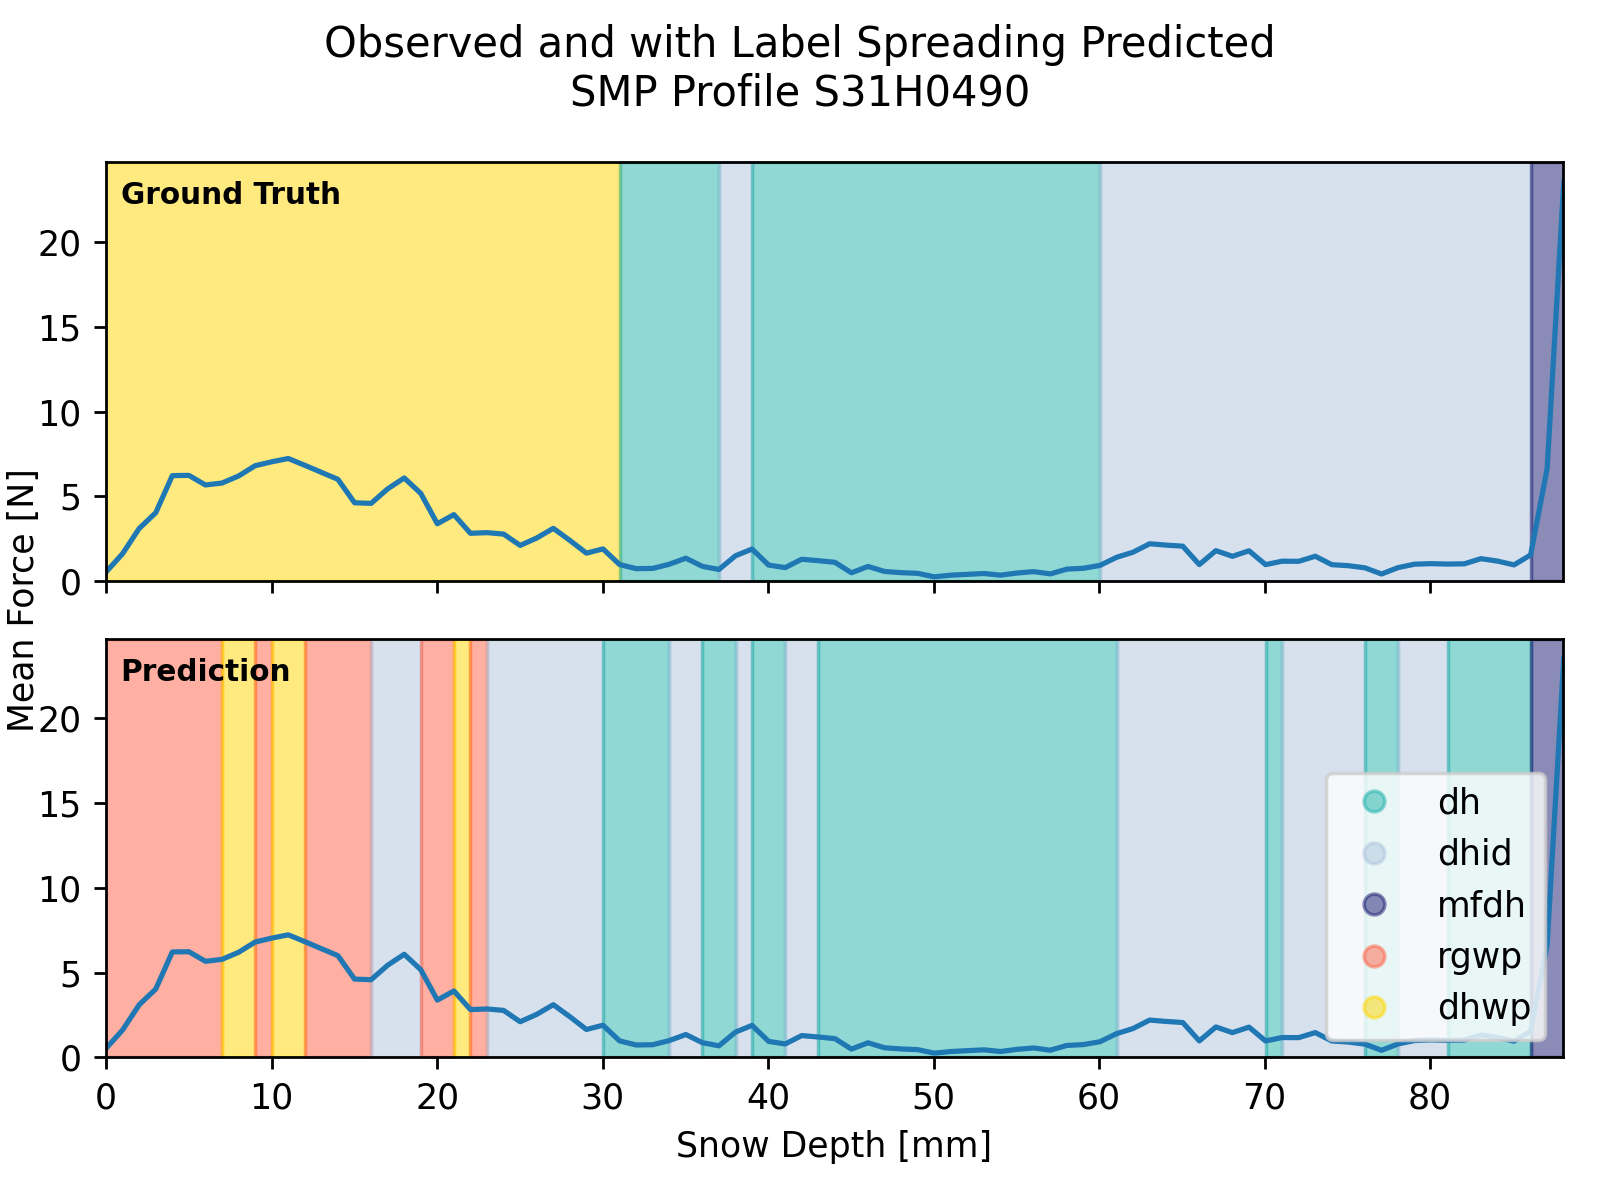 Observed and with Label Spreading Predicted
SMP Profile S31H0490
Ground Truth
20
15
10
5
0
Mean Force [N]
Prediction
20
15
10
5
0
dh
dhid
mfdh
rgwp
dhwp
0 10 20 30 40 50 60 70 80
Snow Depth [mm]